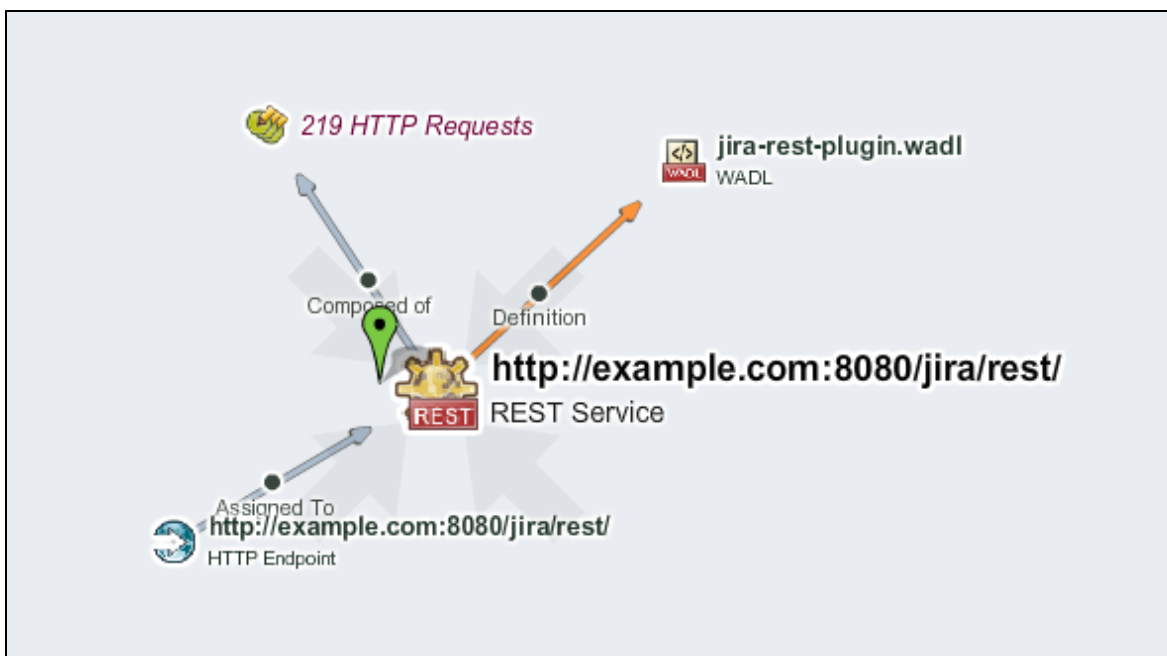 219 HTTP Requests
jira-rest-plugin.wadl
WADL
WADL
Composed of
Definition
http://example.com:8080/jira/rest/
REST
REST Service
Assigned To
http://example.com:8080/jira/rest/
HTTP Endpoint